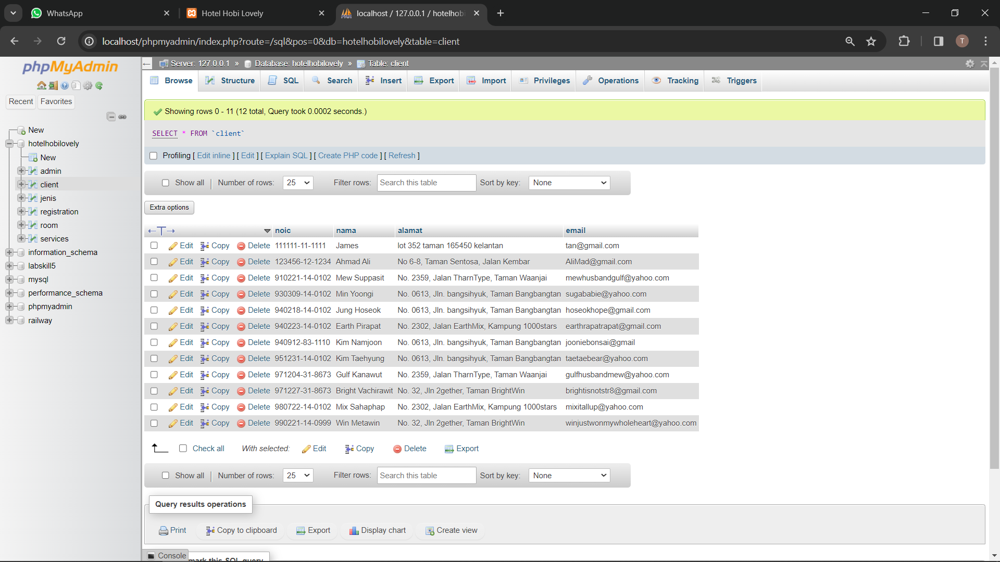 WhatsApp
Hotel Hobi Lovely
localhost / 127.0.0.1 / hotelhobi
localhost/phpmyadmin/index.php?route=/sql&pos=0&db=hotelhobilovely&table=client
T
phpMyAdmin
Recent Favorites
New
hotelhobilovely
New
admin
client
jenis
registration
room
services
information_schema
labskill5
mysql
performance_schema
phpmyadmin
railway
Server: 127.0.0.1 » Database: hotelhobilovely » Table: client
Browse Structure SQL Search Insert Export Import Privileges Operations Tracking Triggers
Showing rows 0 - 11 (12 total, Query took 0.0002 seconds.)
SELECT * FROM `client`
Profiling [ Edit inline ] [ Edit ] [ Explain SQL ] [ Create PHP code ] [ Refresh ]
Show all | Number of rows: 25 Filter rows: Search this table Sort by key: None
Extra options
←T→ noic nama alamat email
Edit Copy Delete 111111-11-1111 James lot 352 taman 165450 kelantan tan@gmail.com
Edit Copy Delete 123456-12-1234 Ahmad Ali No 6-8, Taman Sentosa, Jalan Kembar AliMad@gmail.com
Edit Copy Delete 910221-14-0102 Mew Suppasit No. 2359, Jalan TharnType, Taman Waanjai mewhusbandgulf@yahoo.com
Edit Copy Delete 930309-14-0102 Min Yoongi No. 0613, Jln. bangsihyuk, Taman Bangbangtan sugababie@yahoo.com
Edit Copy Delete 940218-14-0102 Jung Hoseok No. 0613, Jln. bangsihyuk, Taman Bangbangtan hoseokhope@gmail.com
Edit Copy Delete 940223-14-0102 Earth Pirapat No. 2302, Jalan EarthMix, Kampung 1000stars earthrapatrapat@gmail.com
Edit Copy Delete 940912-83-1110 Kim Namjoon No. 0613, Jln. bangsihyuk, Taman Bangbangtan jooniebonsai@gmail
Edit Copy Delete 951231-14-0102 Kim Taehyung No. 0613, Jln. bangsihyuk, Taman Bangbangtan taetaebear@yahoo.com
Edit Copy Delete 971204-31-8673 Gulf Kanawut No. 2359, Jalan TharnType, Taman Waanjai gulfhusbandmew@yahoo.com
Edit Copy Delete 971227-31-8673 Bright Vachirawit No. 32, Jln 2gether, Taman BrightWin brightisnotstr8@gmail.com
Edit Copy Delete 980722-14-0102 Mix Sahaphap No. 2302, Jalan EarthMix, Kampung 1000stars mixitallup@yahoo.com
Edit Copy Delete 990221-14-0999 Win Metawin No. 32, Jln 2gether, Taman BrightWin winjustwonmywholeheart@yahoo.com
Check all With selected: Edit Copy Delete Export
Show all | Number of rows: 25 Filter rows: Search this table Sort by key: None
Query results operations
Print Copy to clipboard Export Display chart Create view
Console
mark this SQL query